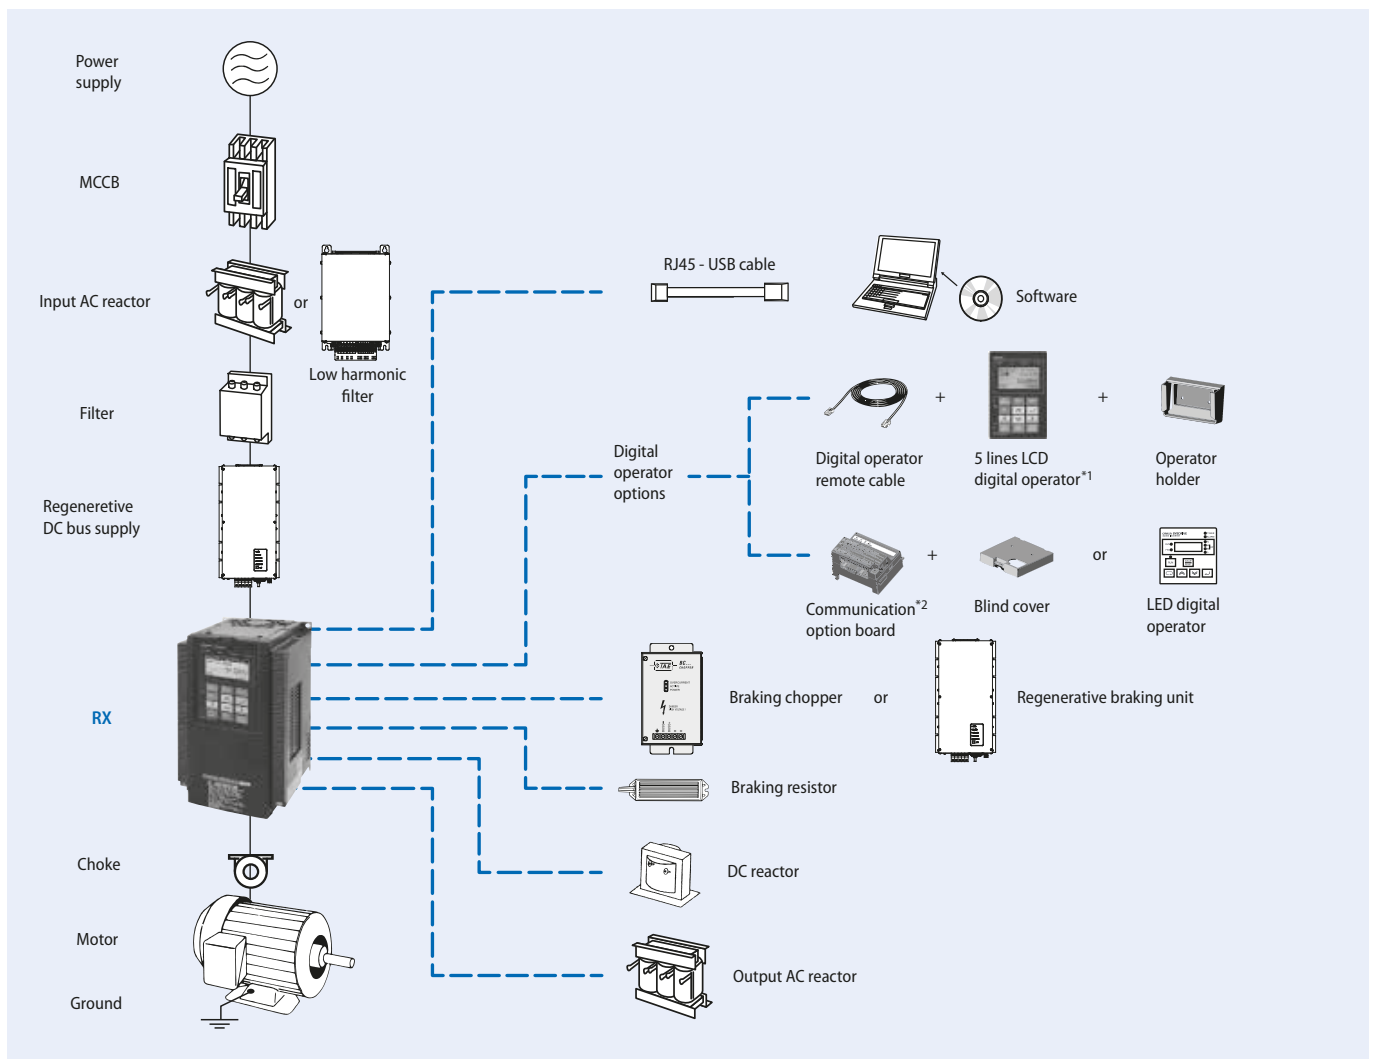 Power
supply
MCCB
Input AC reactor
or
Low harmonic
filter
Filter
Regeneretive
DC bus supply
RX
Choke
Motor
Ground
RJ45 - USB cable
Software
Digital
operator
options
Digital operator
remote cable
+
5 lines LCD
digital operator*1
+
Operator
holder
Communication*2
option board
+
Blind cover
or
LED digital
operator
Braking chopper
or
Regenerative braking unit
Braking resistor
DC reactor
Output AC reactor